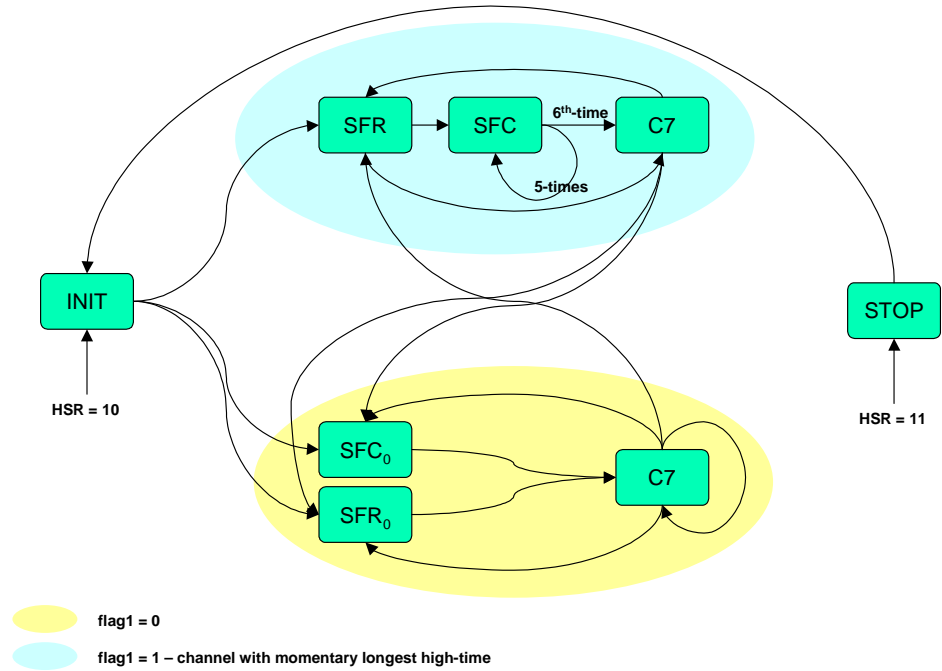 6th-time
SFR
SFC
C7
5-times
INIT
STOP
HSR = 10
HSR = 11
SFC0
C7
SFR0
flag1 = 0
flag1 = 1 – channel with momentary longest high-time